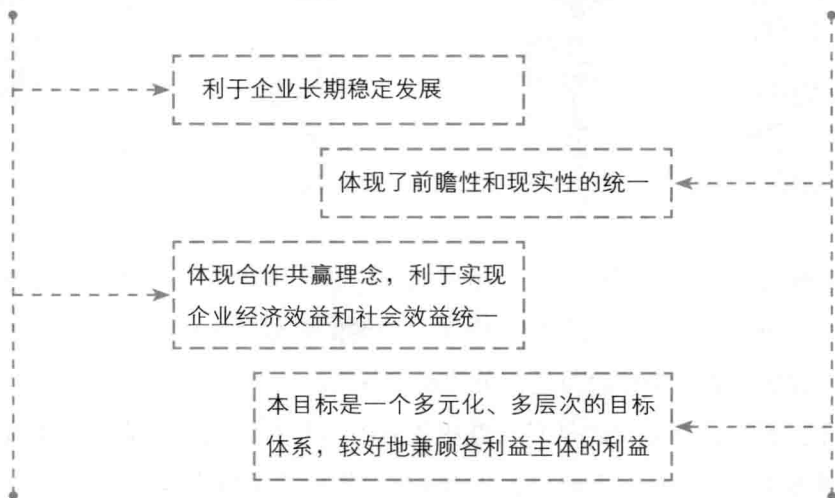 利于企业长期稳定发展
体现了前瞻性和现实性的统一
体现合作共赢理念，利于实现
企业经济效益和社会效益统一
本目标是一个多元化、多层次的目标
体系，较好地兼顾各利益主体的利益